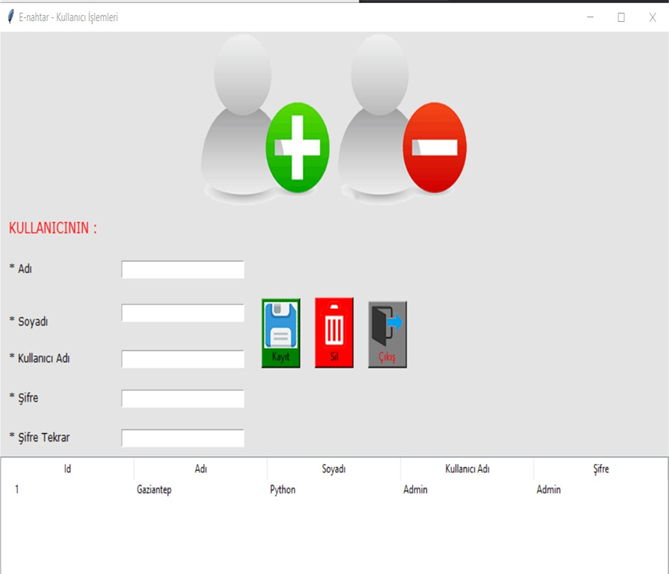 E-nahtar - Kullanıcı İşlemleri
KULLANICININ :
* Adı
* Soyadı
* Kullanıcı Adı
* Şifre
* Şifre Tekrar
Kayıt Sil Çıkış
Id Adı Soyadı Kullanıcı Adı Şifre
1 Gaziantep Python Admin Admin